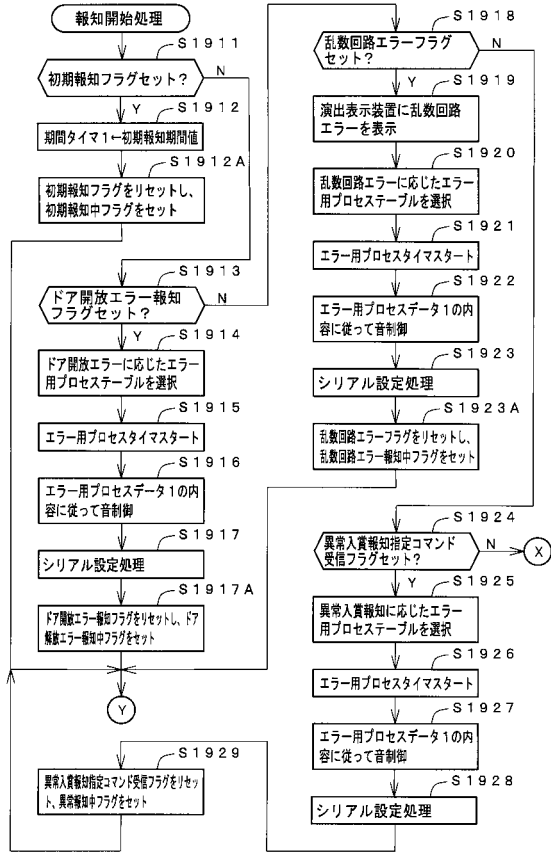 報知開始処理
S1911
初期報知フラグセット？
N
Y
S1912
期間タイマ1←初期報知期間値
S1912A
初期報知フラグをリセットし、
初期報知中フラグをセット
S1913
ドア開放エラー報知
フラグセット？
N
Y
S1914
ドア開放エラーに応じたエラー
用プロセステーブルを選択
S1915
エラー用プロセスタイマスタート
S1916
エラー用プロセスデータ1の内
容に従って音制御
S1917
シリアル設定処理
S1917A
ドア開放エラー報知フラグをリセットし、ドア
解放エラー報知中フラグをセット
Y
S1918
乱数回路エラーフラグ
セット？
N
Y
S1919
演出表示装置に乱数回路
エラーを表示
S1920
乱数回路エラーに応じたエラー
用プロセステーブルを選択
S1921
エラー用プロセスタイマスタート
S1922
エラー用プロセスデータ1の内
容に従って音制御
S1923
シリアル設定処理
S1923A
乱数回路エラーフラグをリセットし、
乱数回路エラー報知中フラグをセット
S1924
異常入賞報知指定コマンド
受信フラグセット？
N
X
Y
S1925
異常入賞報知に応じたエラー
用プロセステーブルを選択
S1926
エラー用プロセスタイマスタート
S1927
エラー用プロセスデータ1の内
容に従って音制御
S1928
シリアル設定処理
S1929
異常入賞報知指定コマンド受信フラグをリセッ
ト、異常報知中フラグをセット